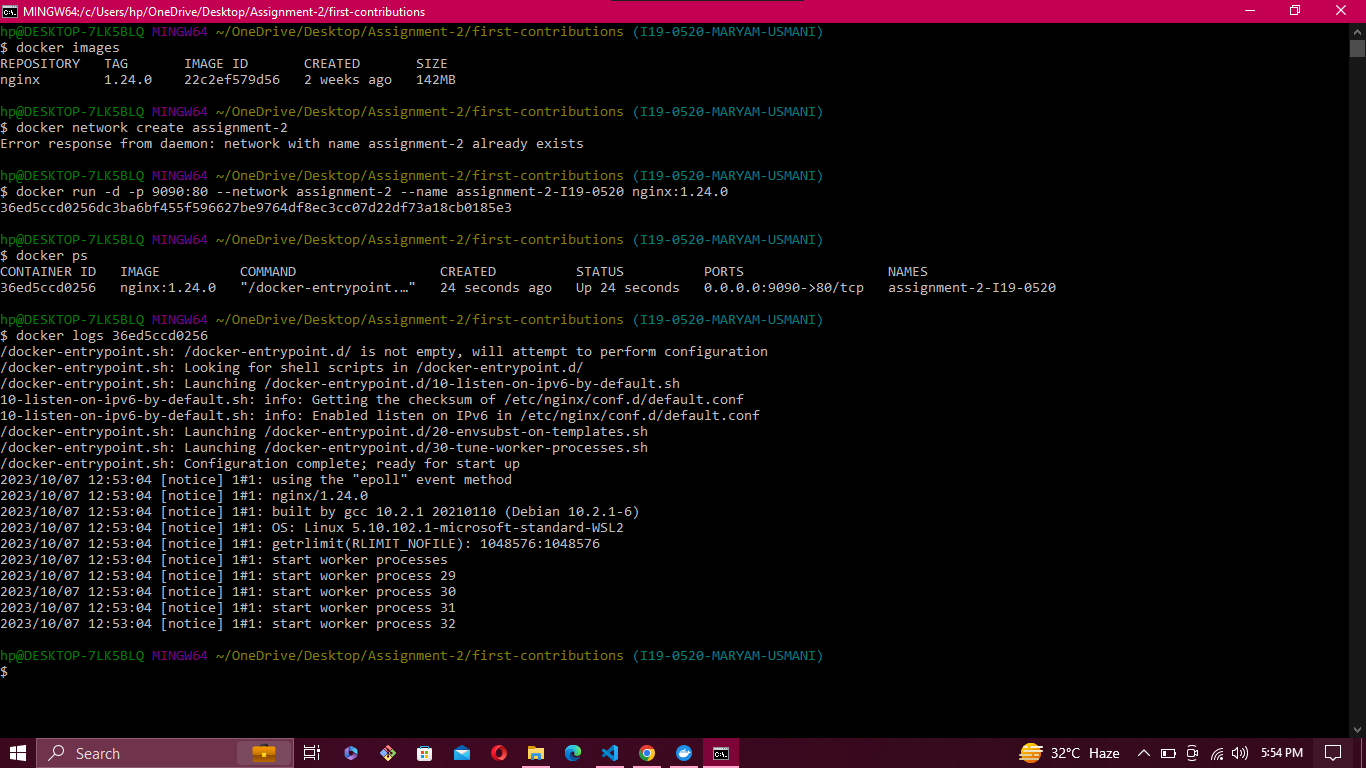 MINGW64:/c/Users/hp/OneDrive/Desktop/Assignment-2/first-contributions
hp@DESKTOP-7LK5BLQ MINGW64 ~/OneDrive/Desktop/Assignment-2/first-contributions (I19-0520-MARYAM-USMANI)
$ docker images
REPOSITORY   TAG       IMAGE ID       CREATED       SIZE
nginx        1.24.0    22c2ef579d56   2 weeks ago   142MB
hp@DESKTOP-7LK5BLQ MINGW64 ~/OneDrive/Desktop/Assignment-2/first-contributions (I19-0520-MARYAM-USMANI)
$ docker network create assignment-2
Error response from daemon: network with name assignment-2 already exists
hp@DESKTOP-7LK5BLQ MINGW64 ~/OneDrive/Desktop/Assignment-2/first-contributions (I19-0520-MARYAM-USMANI)
$ docker run -d -p 9090:80 --network assignment-2 --name assignment-2-I19-0520 nginx:1.24.0
36ed5ccd0256dc3ba6bf455f596627be9764df8ec3cc07d22df73a18cb0185e3
hp@DESKTOP-7LK5BLQ MINGW64 ~/OneDrive/Desktop/Assignment-2/first-contributions (I19-0520-MARYAM-USMANI)
$ docker ps
CONTAINER ID   IMAGE          COMMAND                  CREATED          STATUS          PORTS                  NAMES
36ed5ccd0256   nginx:1.24.0   "/docker-entrypoint.…"   24 seconds ago   Up 24 seconds   0.0.0.0:9090->80/tcp   assignment-2-I19-0520
hp@DESKTOP-7LK5BLQ MINGW64 ~/OneDrive/Desktop/Assignment-2/first-contributions (I19-0520-MARYAM-USMANI)
$ docker logs 36ed5ccd0256
/docker-entrypoint.sh: /docker-entrypoint.d/ is not empty, will attempt to perform configuration
/docker-entrypoint.sh: Looking for shell scripts in /docker-entrypoint.d/
/docker-entrypoint.sh: Launching /docker-entrypoint.d/10-listen-on-ipv6-by-default.sh
10-listen-on-ipv6-by-default.sh: info: Getting the checksum of /etc/nginx/conf.d/default.conf
10-listen-on-ipv6-by-default.sh: info: Enabled listen on IPv6 in /etc/nginx/conf.d/default.conf
/docker-entrypoint.sh: Launching /docker-entrypoint.d/20-envsubst-on-templates.sh
/docker-entrypoint.sh: Launching /docker-entrypoint.d/30-tune-worker-processes.sh
/docker-entrypoint.sh: Configuration complete; ready for start up
2023/10/07 12:53:04 [notice] 1#1: using the "epoll" event method
2023/10/07 12:53:04 [notice] 1#1: nginx/1.24.0
2023/10/07 12:53:04 [notice] 1#1: built by gcc 10.2.1 20210110 (Debian 10.2.1-6)
2023/10/07 12:53:04 [notice] 1#1: OS: Linux 5.10.102.1-microsoft-standard-WSL2
2023/10/07 12:53:04 [notice] 1#1: getrlimit(RLIMIT_NOFILE): 1048576:1048576
2023/10/07 12:53:04 [notice] 1#1: start worker processes
2023/10/07 12:53:04 [notice] 1#1: start worker process 29
2023/10/07 12:53:04 [notice] 1#1: start worker process 30
2023/10/07 12:53:04 [notice] 1#1: start worker process 31
2023/10/07 12:53:04 [notice] 1#1: start worker process 32
hp@DESKTOP-7LK5BLQ MINGW64 ~/OneDrive/Desktop/Assignment-2/first-contributions (I19-0520-MARYAM-USMANI)
$
Search 32°C Haze 5:54 PM